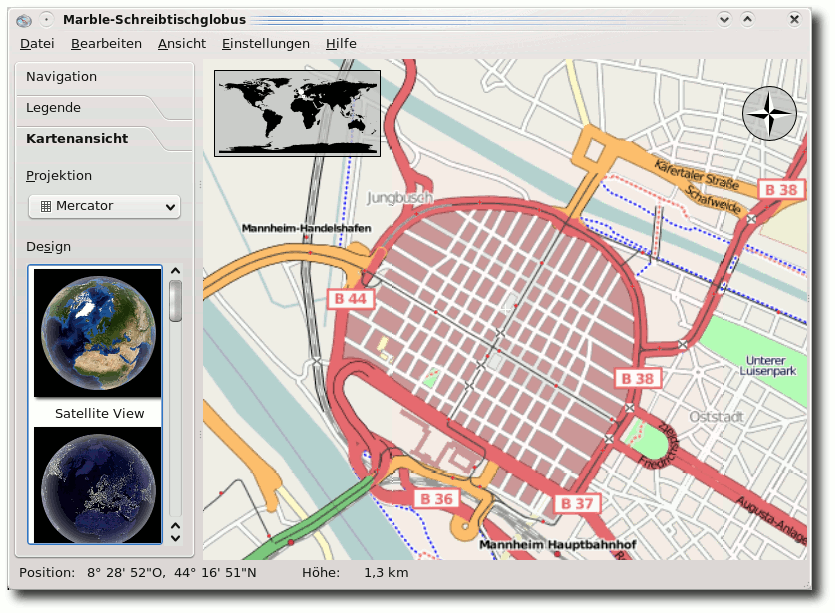 Marble-Schreibtischglobus
Datei Bearbeiten Ansicht Einstellungen Hilfe
Navigation
Legende
Kartenansicht
Projektion
Mercator
Design
Satellite View
Jungbusch
Mannheim-Handelshafen
Käfertaler Straße
Schafweide
B 38
B 44
Unterer
Luisenpark
B 38
Oststadt
Friedrichs
B 36
B 37
Augusta-Anlage
Mannheim Hauptbahnhof
Position: 8° 28' 52"O, 44° 16' 51"N Höhe: 1,3 km